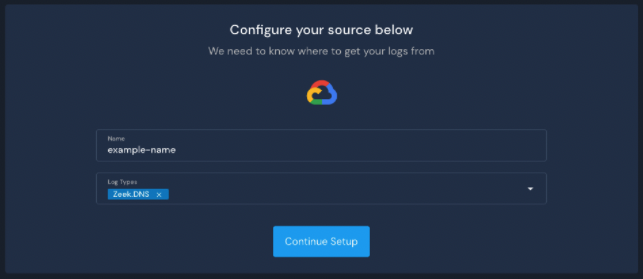 Configure your source below
We need to know where to get your logs from
Name
example-name
Log Types
Zeek.DNS ×
Continue Setup